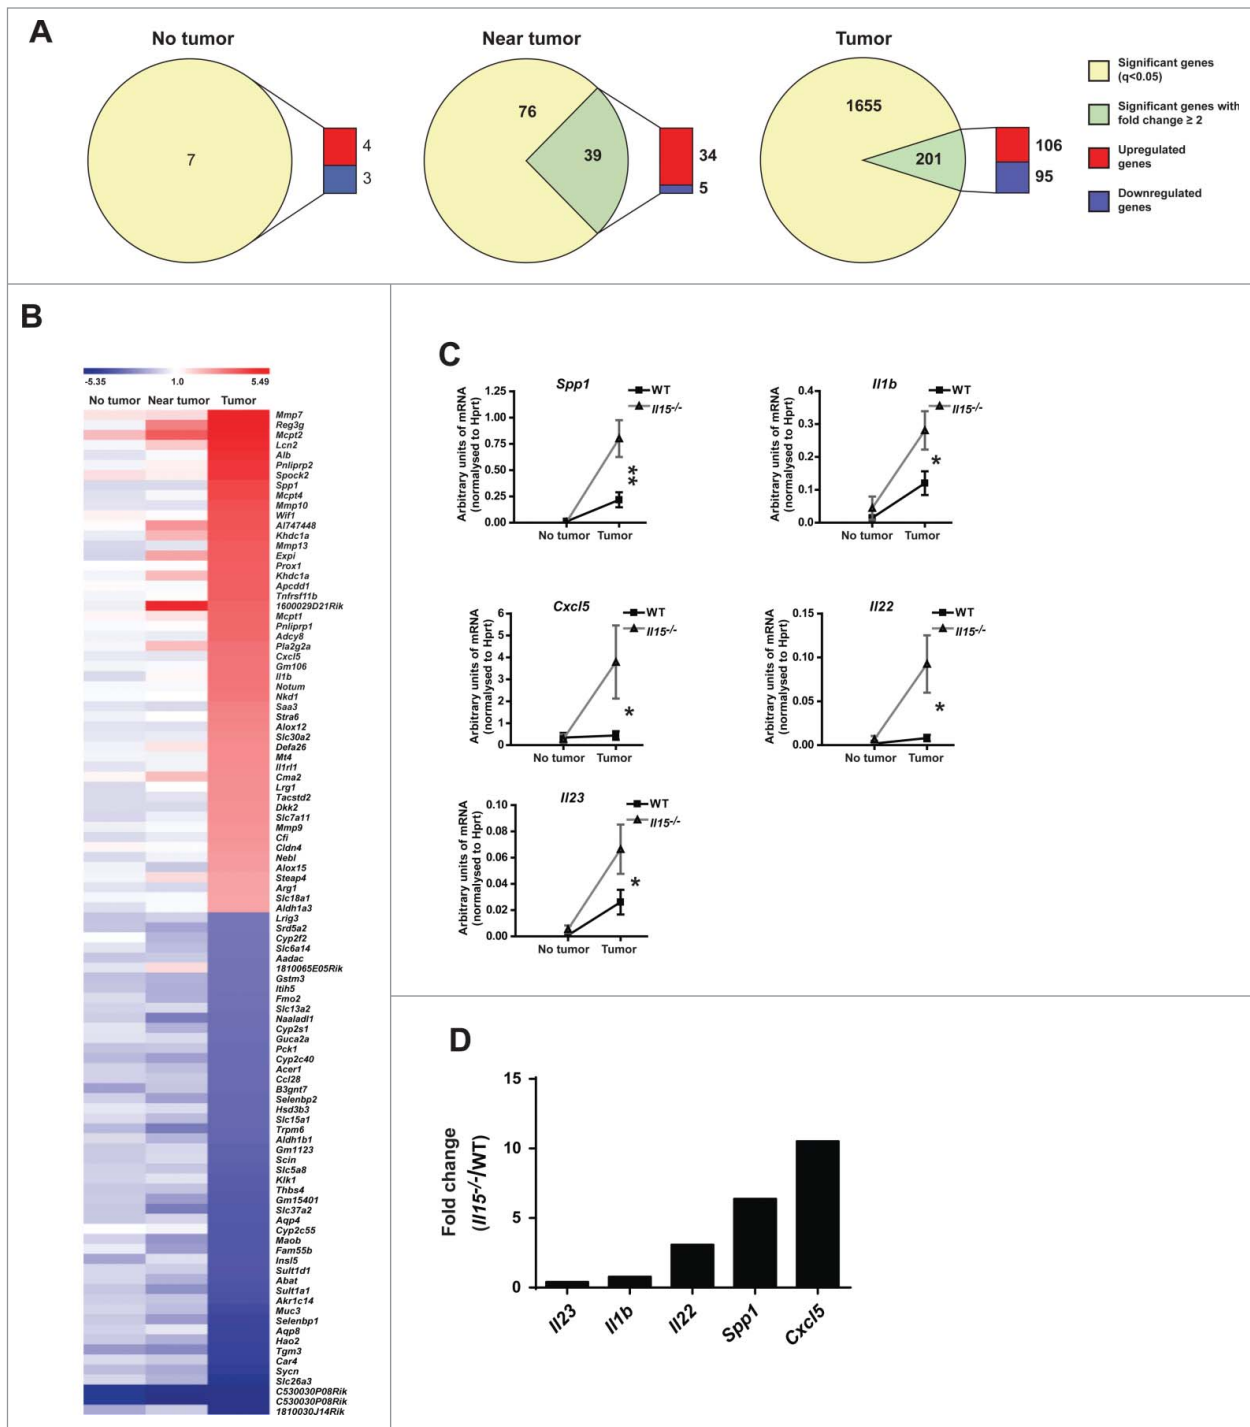 A
No tumor
Near tumor
Tumor
7
4
3
76
39
34
5
1655
201
106
95
Significant genes
(q<0.05)
Significant genes with
fold change ≥ 2
Upregulated
genes
Downregulated
genes
B
-5.35 1.0 5.49
No tumor Near tumor Tumor
Mmp7
Reg3g
Mcpt2
Lcn2
Alb
Pnliprp2
Spock2
Spp1
Mcpt4
Mmp10
Wif1
AI747448
Khdc1a
Mmp13
Expi
Prox1
Khdc1a
Apcdd1
Tnfrsf11b
1600029D21Rik
Mcpt1
Pnliprp1
Adcy8
Pla2g2a
Cxcl5
Gm106
Il1b
Notum
Nkd1
Saa3
Stra6
Alox12
Slc30a2
Defa26
Mt4
Il1rl1
Cma2
Lrg1
Tacstd2
Dkk2
Slc7a11
Mmp9
Cfi
Cldn4
Nebl
Alox15
Steap4
Arg1
Slc18a1
Aldh1a3
Lrig3
Srd5a2
Cyp2f2
Slc6a14
Aadac
1810065E05Rik
Gstm3
Itih5
Fmo2
Slc13a2
Naaladl1
Cyp2s1
Guca2a
Pck1
Cyp2c40
Acer1
Ccl28
B3gnt7
Selenbp2
Hsd3b3
Slc15a1
Trpm6
Aldh1b1
Gm1123
Scin
Slc5a8
Klk1
Thbs4
Gm15401
Slc37a2
Aqp4
Cyp2c55
Maob
Fam55b
Insl5
Sult1d1
Abat
Sult1a1
Akr1c14
Muc3
Selenbp1
Aqp8
Hao2
Tgm3
Car4
Sycn
Slc26a3
C530030P08Rik
C530030P08Rik
1810030J14Rik
C
Spp1
WT
Il15-/-
Arbitrary units of mRNA
(normalised to Hprt)
1.25
1.00
0.75
0.50
0.25
0.00
**
No tumor Tumor
Il1b
WT
Il15-/-
Arbitrary units of mRNA
(normalised to Hprt)
0.4
0.3
0.2
0.1
0.0
*
No tumor Tumor
Cxcl5
WT
Il15-/-
Arbitrary units of mRNA
(normalised to Hprt)
6
5
4
3
2
1
0
*
No tumor Tumor
Il22
WT
Il15-/-
Arbitrary units of mRNA
(normalised to Hprt)
0.15
0.10
0.05
0.00
*
No tumor Tumor
Il23
WT
Il15-/-
Arbitrary units of mRNA
(normalised to Hprt)
0.10
0.08
0.06
0.04
0.02
0.00
*
No tumor Tumor
D
Fold change
(Il15-/-/WT)
15
10
5
0
Il23
Il1b
Il22
Spp1
Cxcl5